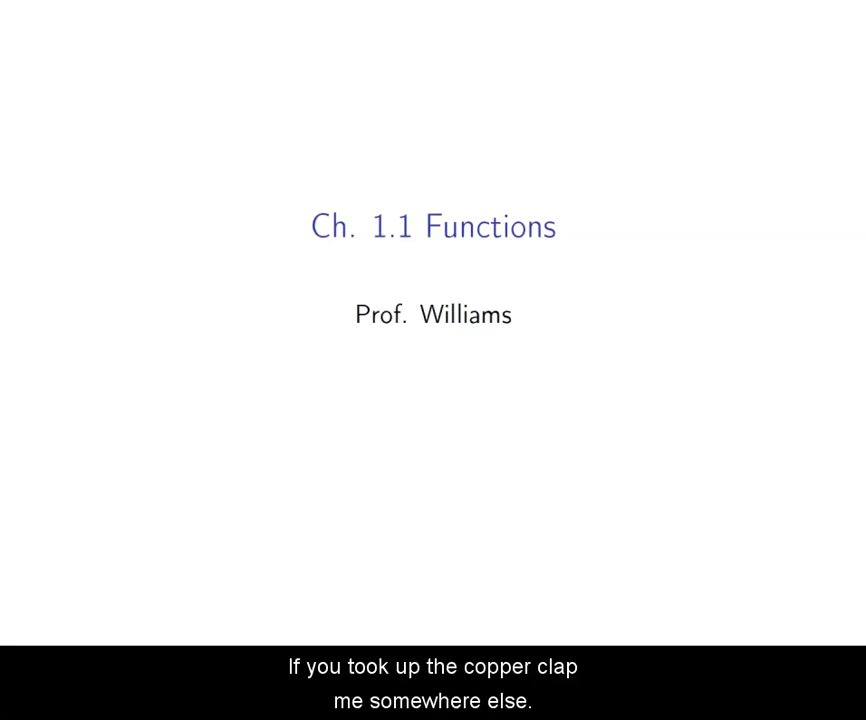 Ch. 1.1 Functions
Prof. Williams
If you took up the copper clap
me somewhere else.